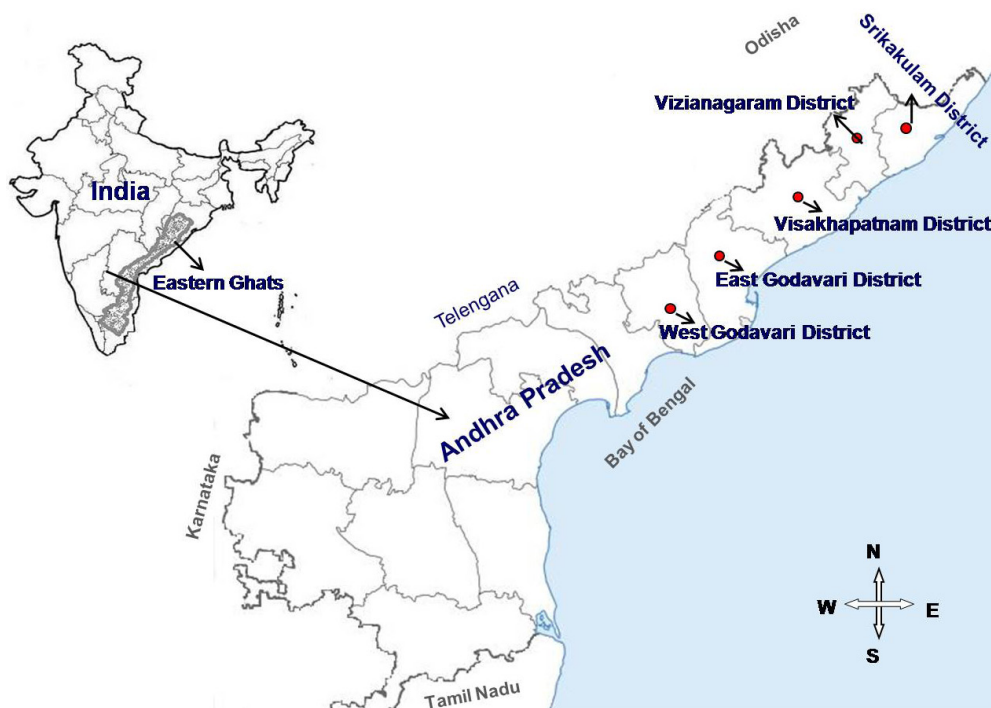 Odisha
Srikakulam District
Vizianagaram District
India
Visakhapatnam District
Eastern Ghats
East Godavari District
Telengana
West Godavari District
Andhra Pradesh
Bay of Bengal
Karnataka
N
W
E
S
Tamil Nadu